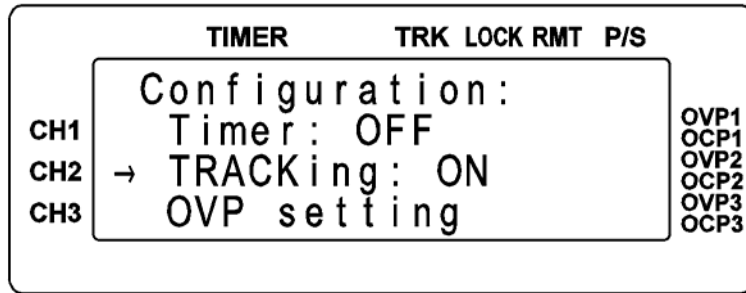 TIMER TRK LOCK RMT P/S
Configuration:
CH1 Timer: OFF OVP1
OCP1
CH2 → TRACKing: ON OVP2
OCP2
CH3 OVP setting OVP3
OCP3